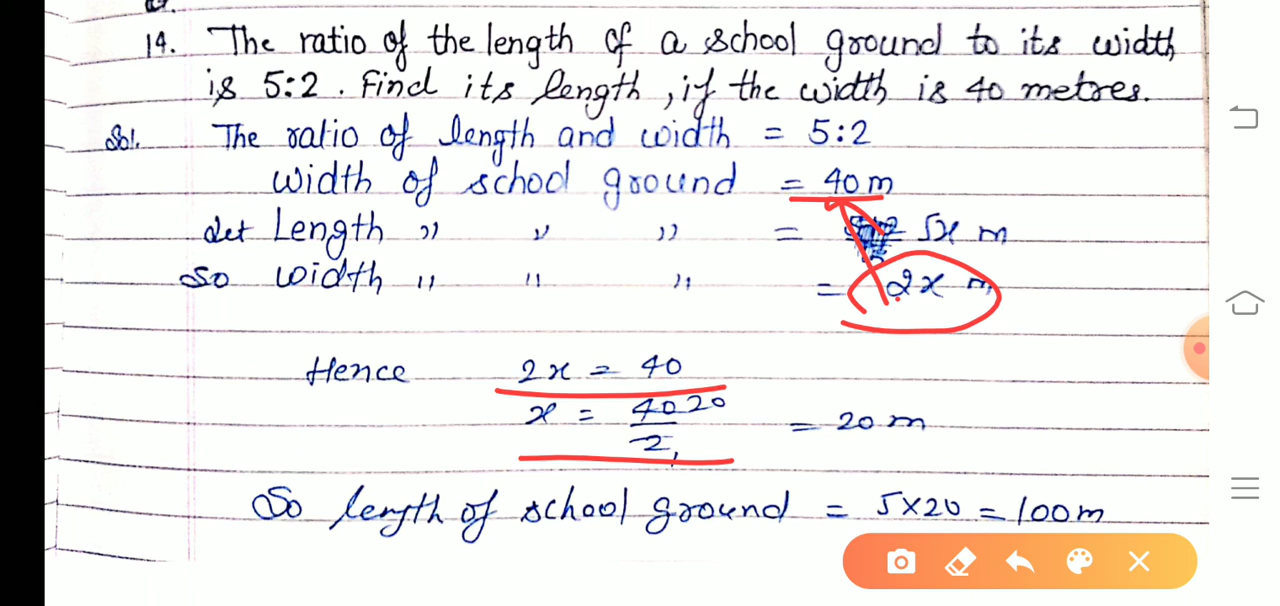 14. The ratio of the length of a school ground to its width
is 5:2. Find its length, if the width is 40 metres.
Sol. The ratio of length and width = 5:2
width of school ground = 40 m
Let Length " " " = 5x m
So width " " " = 2x m
Hence 2x = 40
x = 40 20 / 2 = 20 m
So length of school ground = 5×20 = 100m